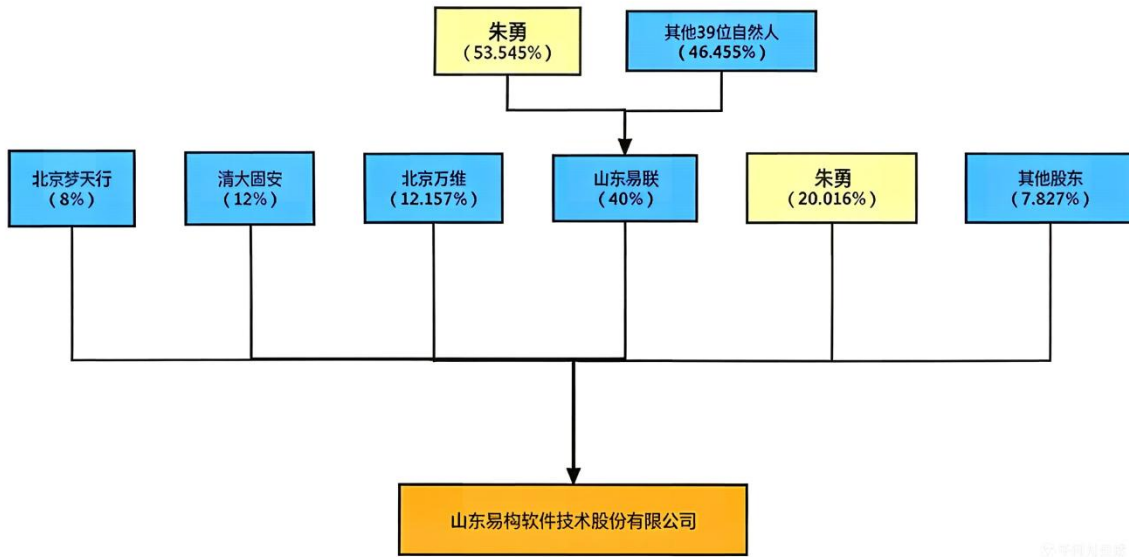 朱勇
（53.545%）
其他39位自然人
（46.455%）
北京梦天行
（8%）
清大固安
（12%）
北京万维
（12.157%）
山东易联
（40%）
朱勇
（20.016%）
其他股东
（7.827%）
山东易构软件技术股份有限公司